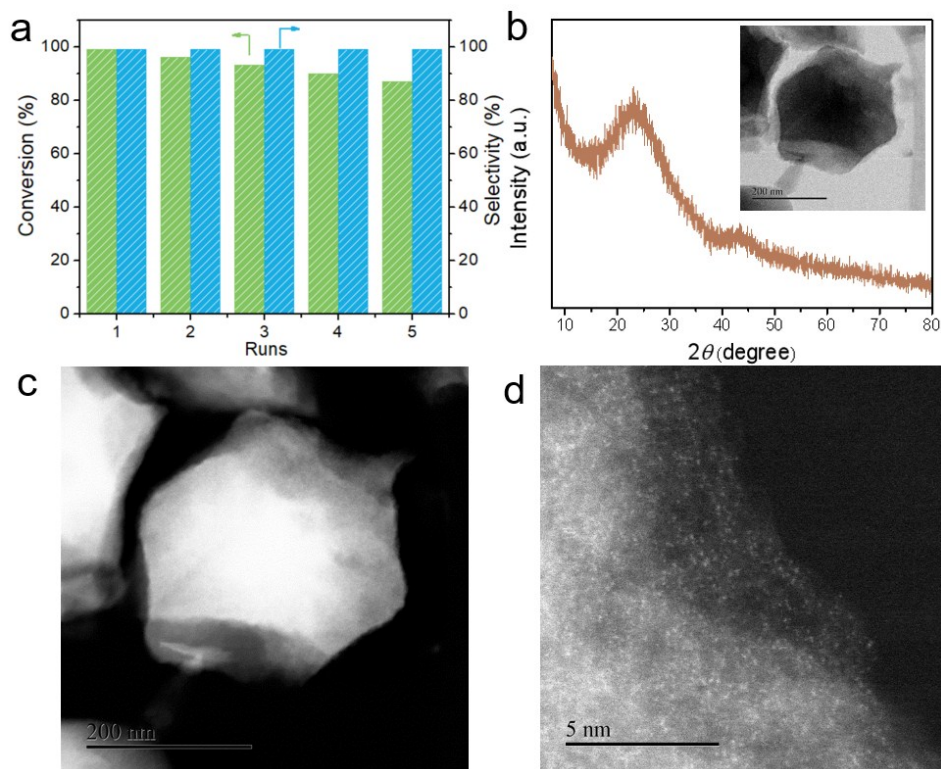 a
Conversion (%)
100
80
60
40
20
0
1 2 3 4 5
Runs
100
80
60
40
20
0
Selectivity (%)
b
Intensity (a.u.)
200 nm
10 20 30 40 50 60 70 80
2θ (degree)
c
200 nm
d
5 nm